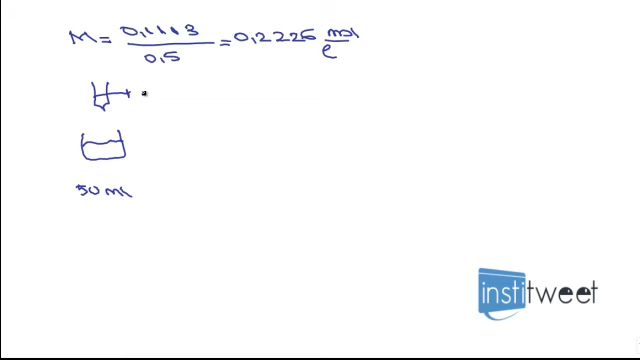 M = 0,1113 / 0,5 = 0,2226 mol / l
50 ml
institweet